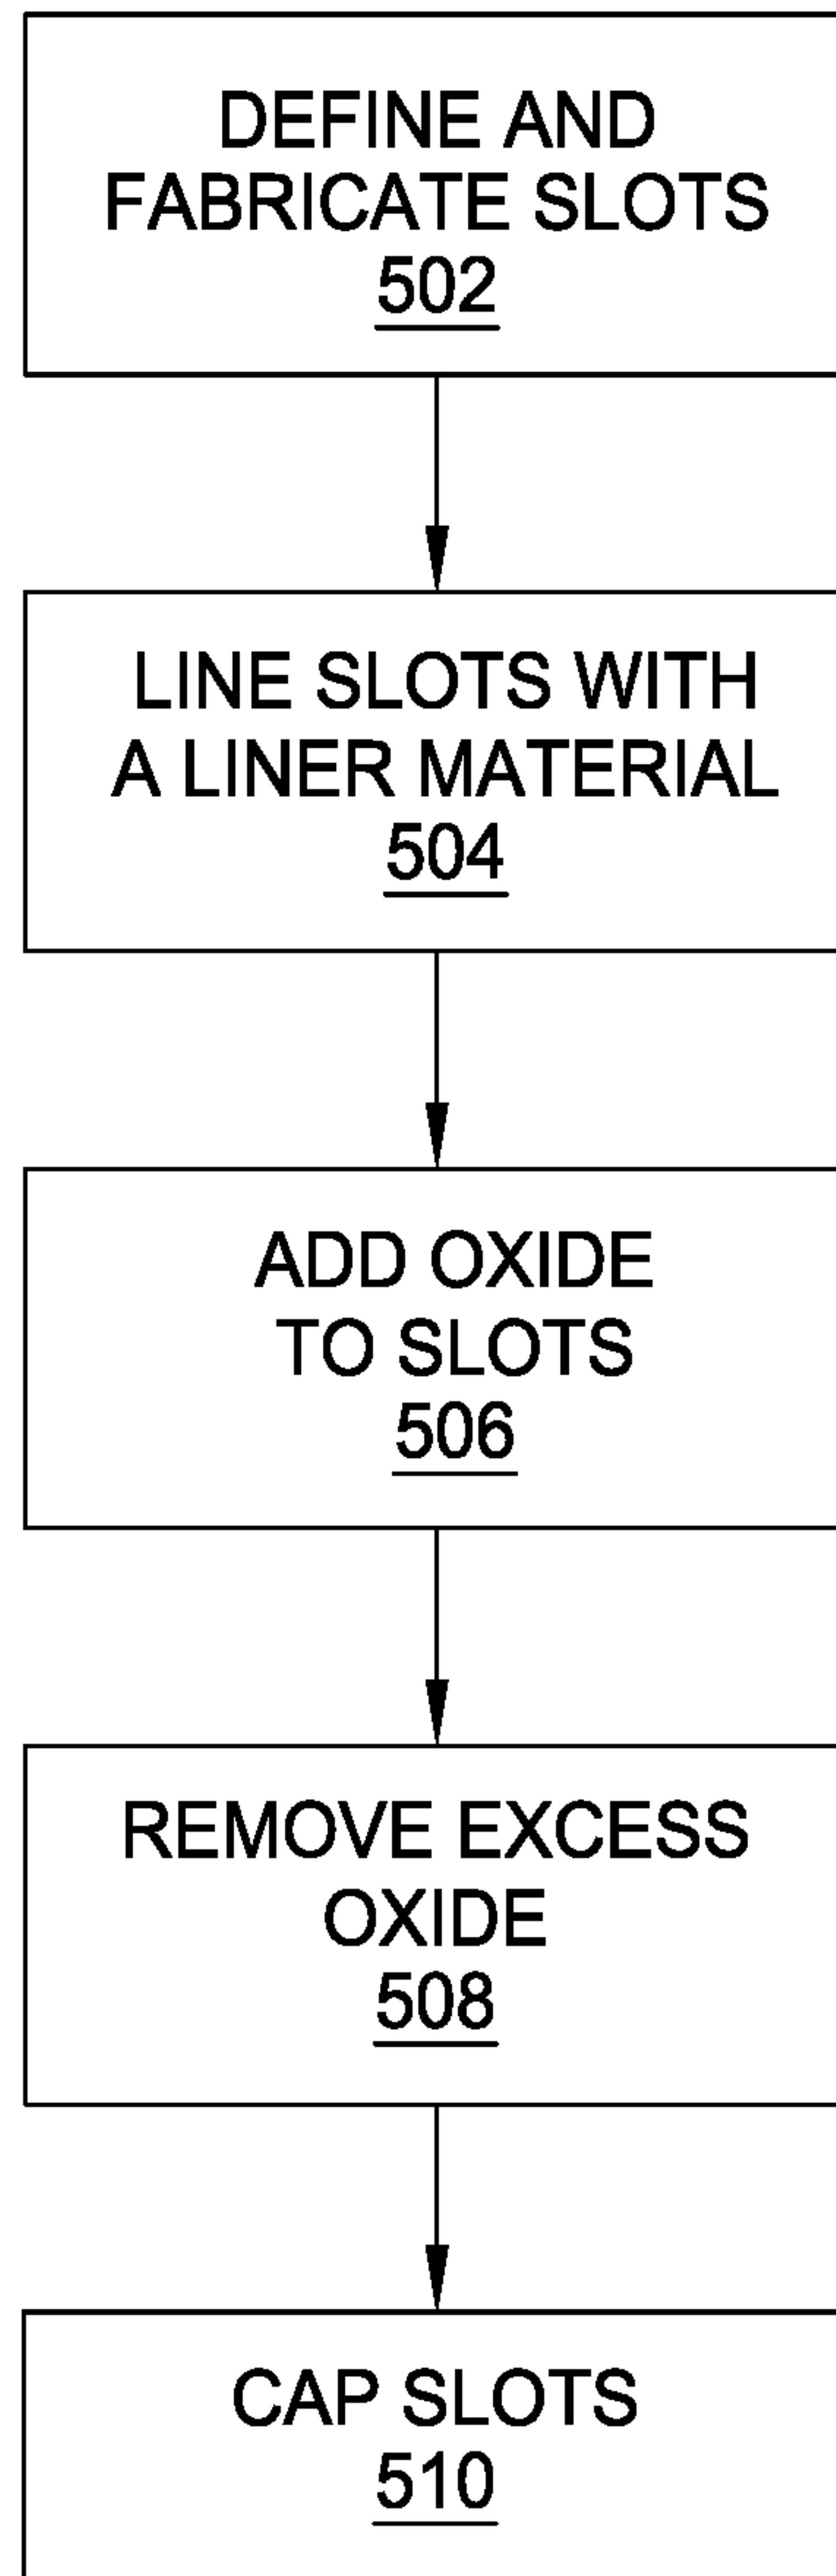 DEFINE AND
FABRICATE SLOTS
502
LINE SLOTS WITH
A LINER MATERIAL
504
ADD OXIDE
TO SLOTS
506
REMOVE EXCESS
OXIDE
508
CAP SLOTS
510